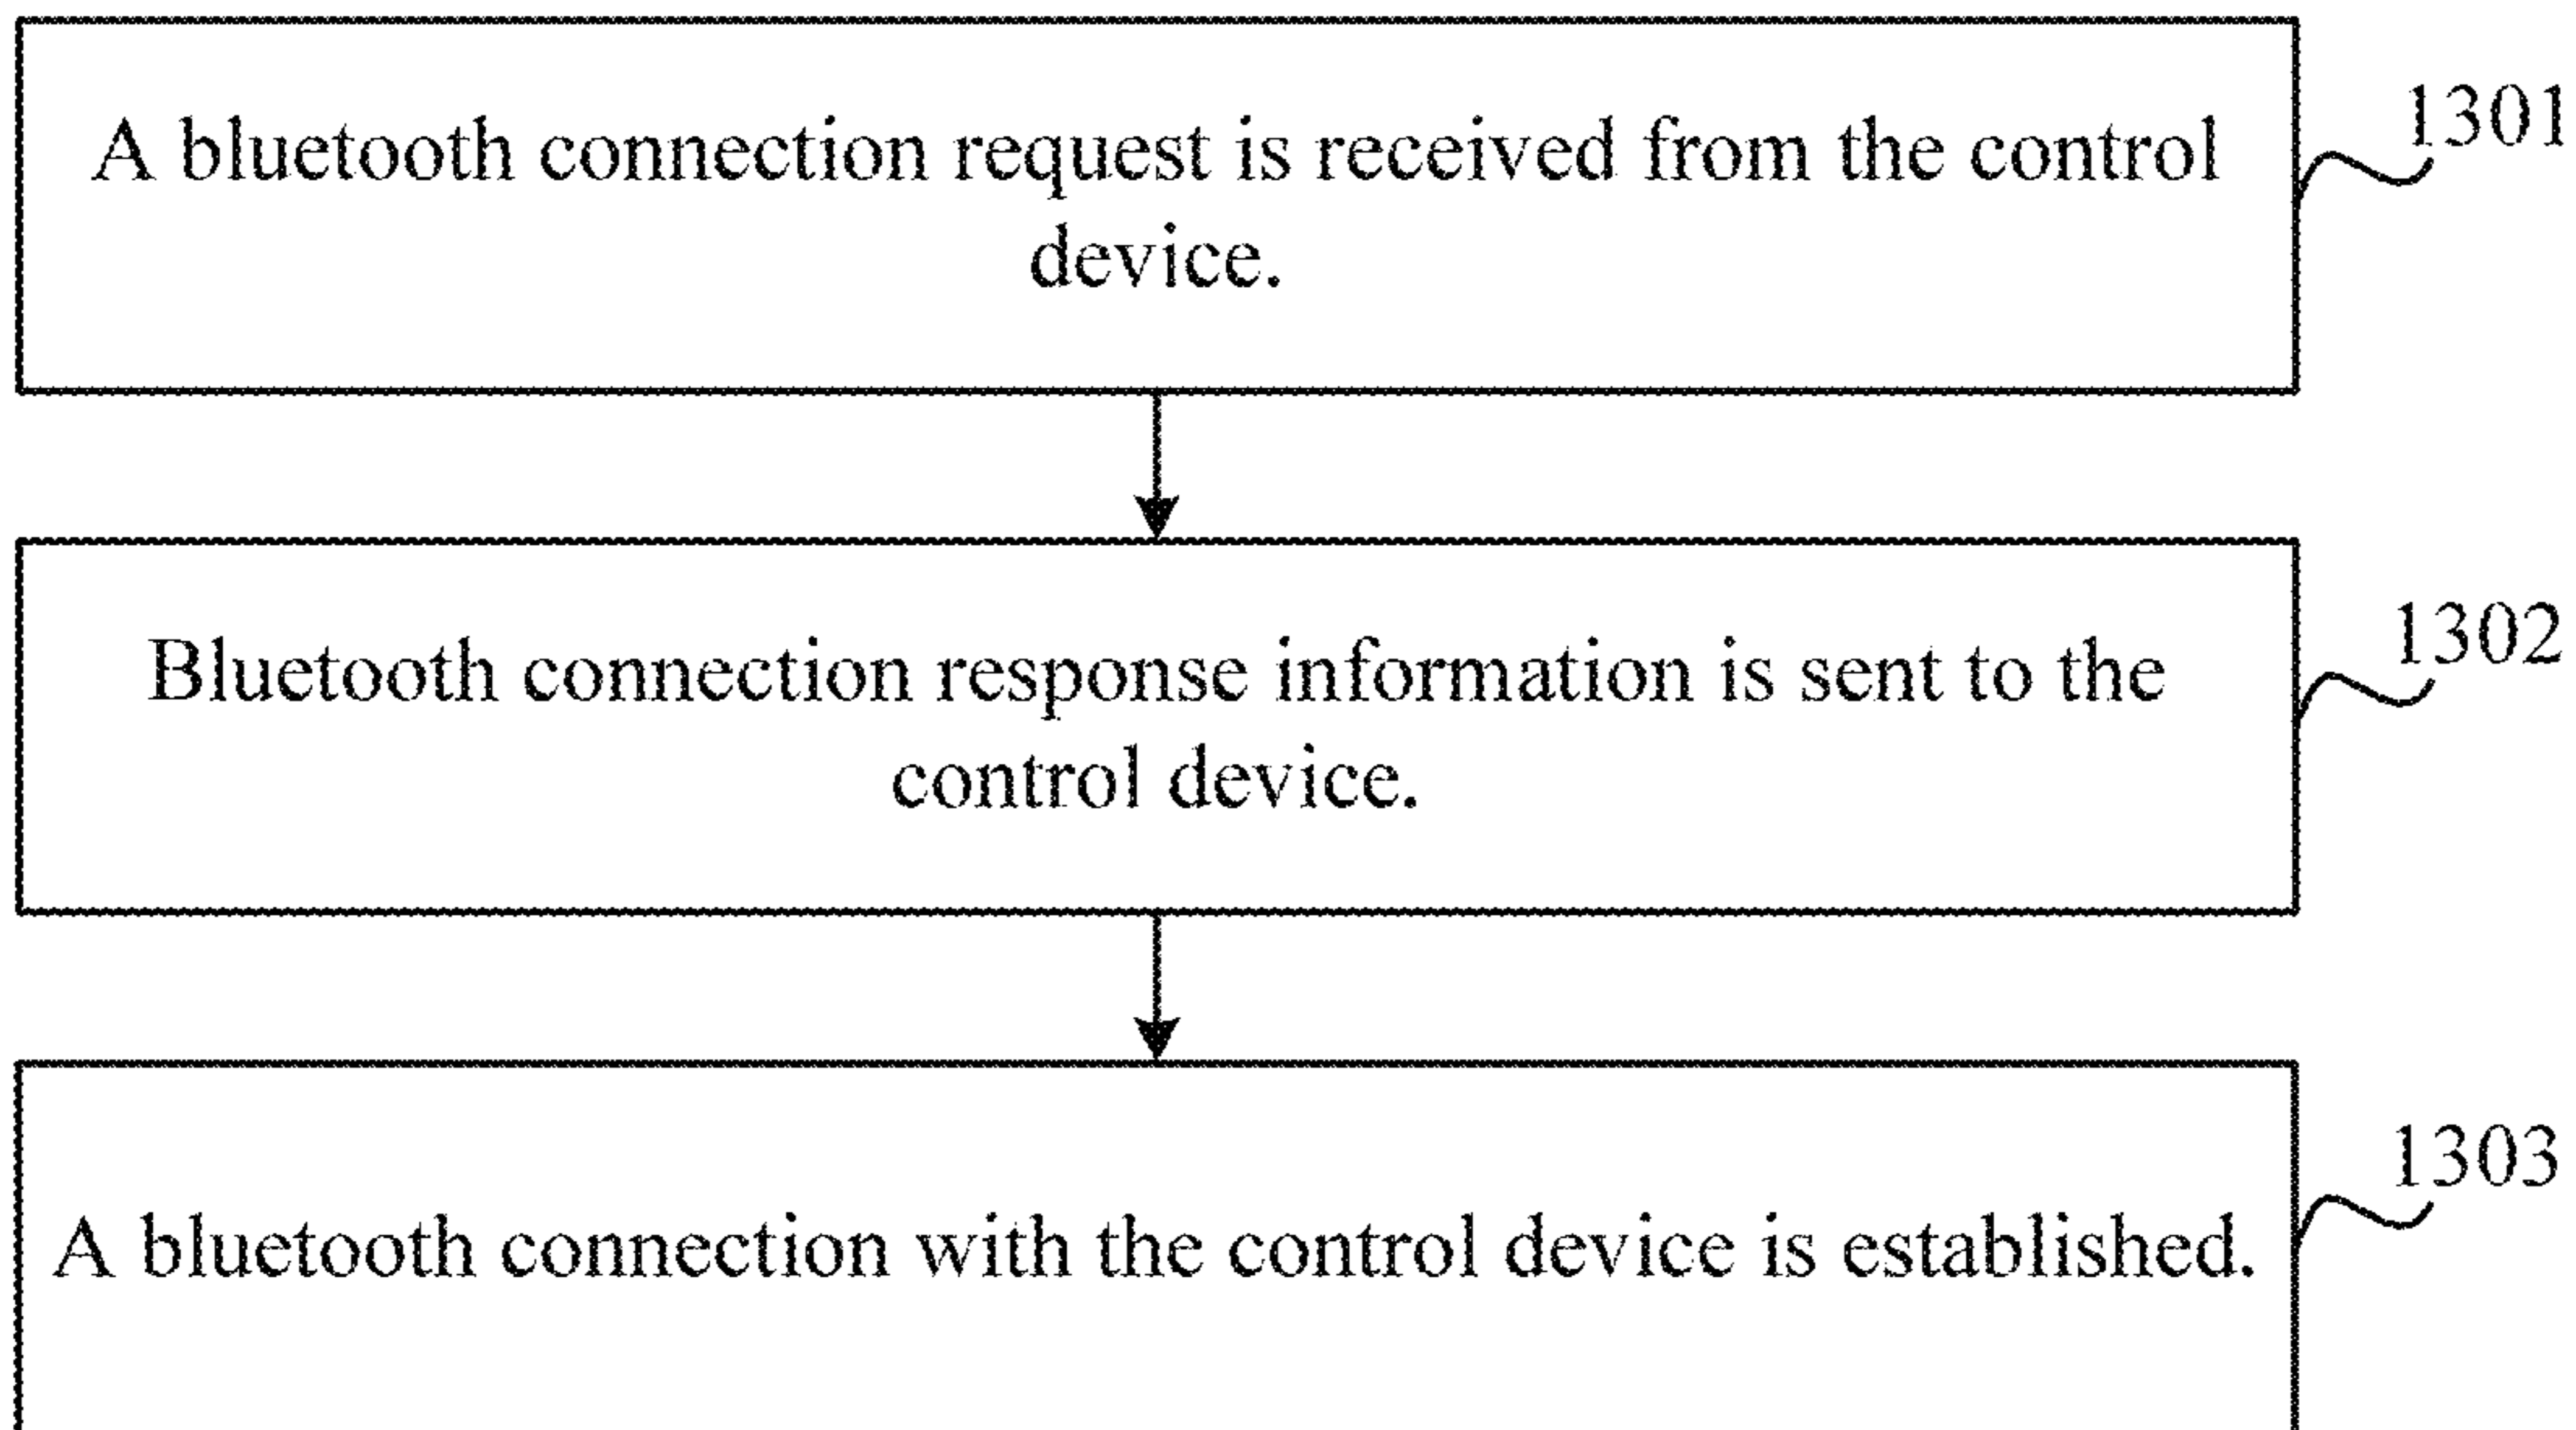 A bluetooth connection request is received from the control
device.
1301
Bluetooth connection response information is sent to the
control device.
1302
A bluetooth connection with the control device is established.
1303